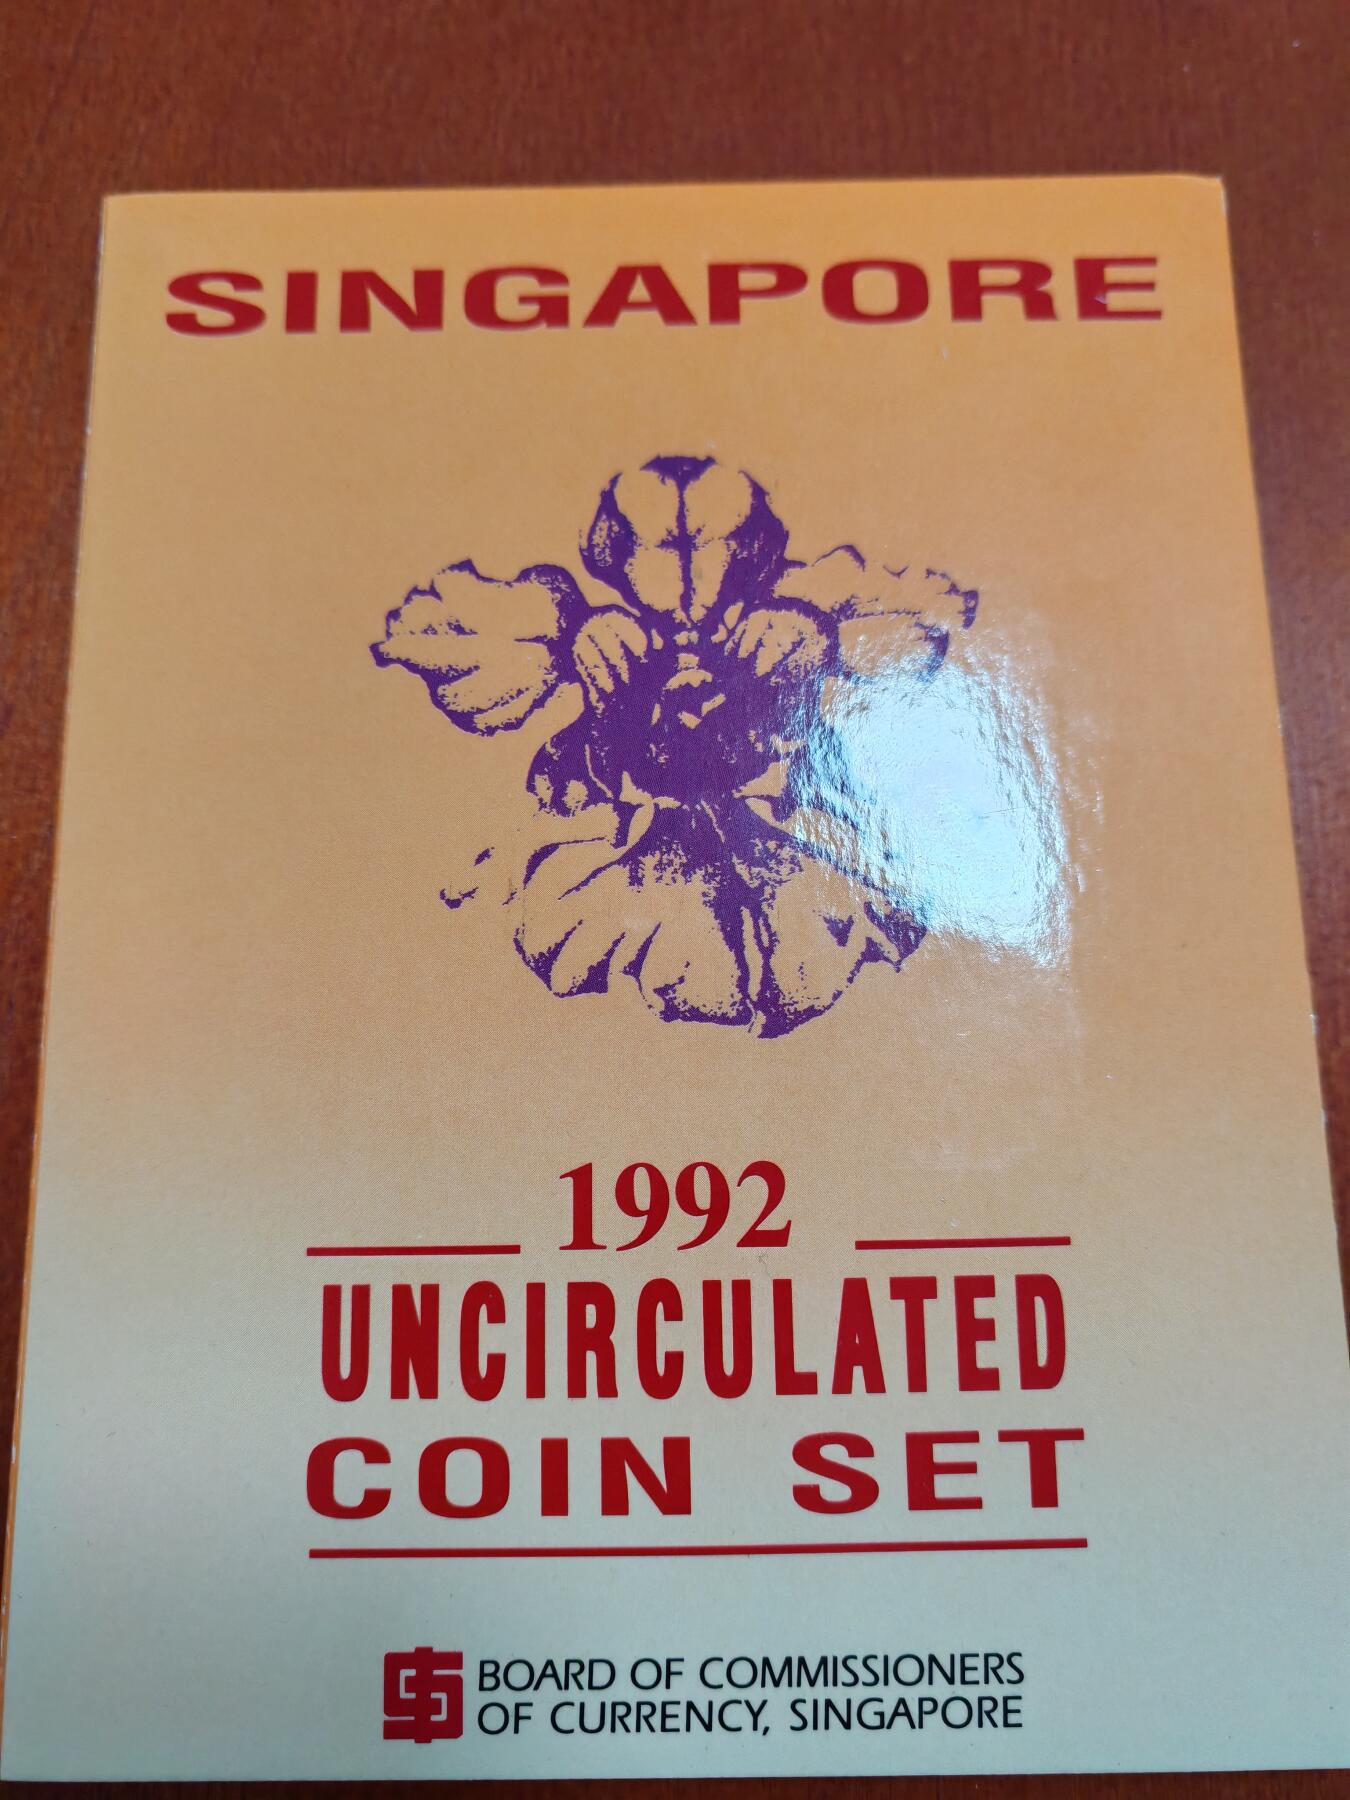 SINGAPORE
1992
UNCIRCULATED
COIN SET
BOARD OF COMMISSIONERS
OF CURRENCY, SINGAPORE